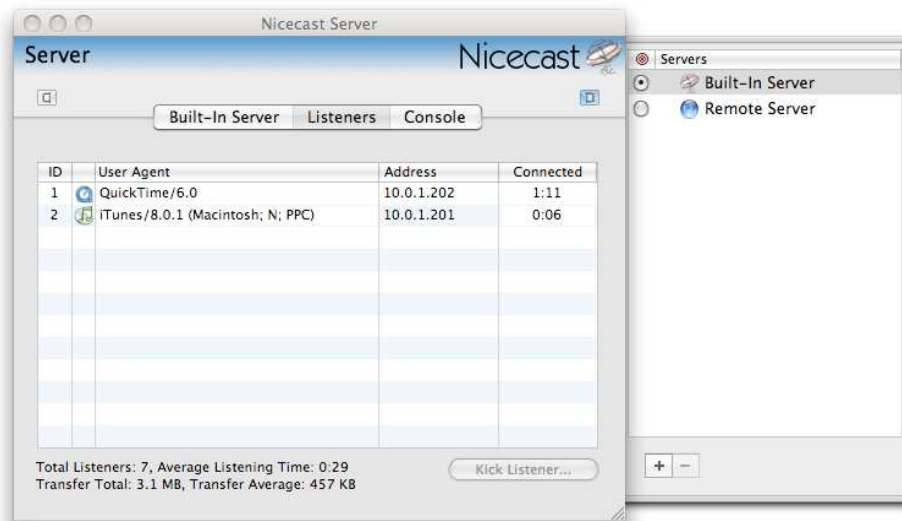 Nicecast Server
Server
Nicecast
Built-In Server Listeners Console
ID User Agent Address Connected
1 QuickTime/6.0 10.0.1.202 1:11
2 iTunes/8.0.1 (Macintosh; N; PPC) 10.0.1.201 0:06
Total Listeners: 7, Average Listening Time: 0:29
Transfer Total: 3.1 MB, Transfer Average: 457 KB
Kick Listener...
Servers
Built-In Server
Remote Server
+ -